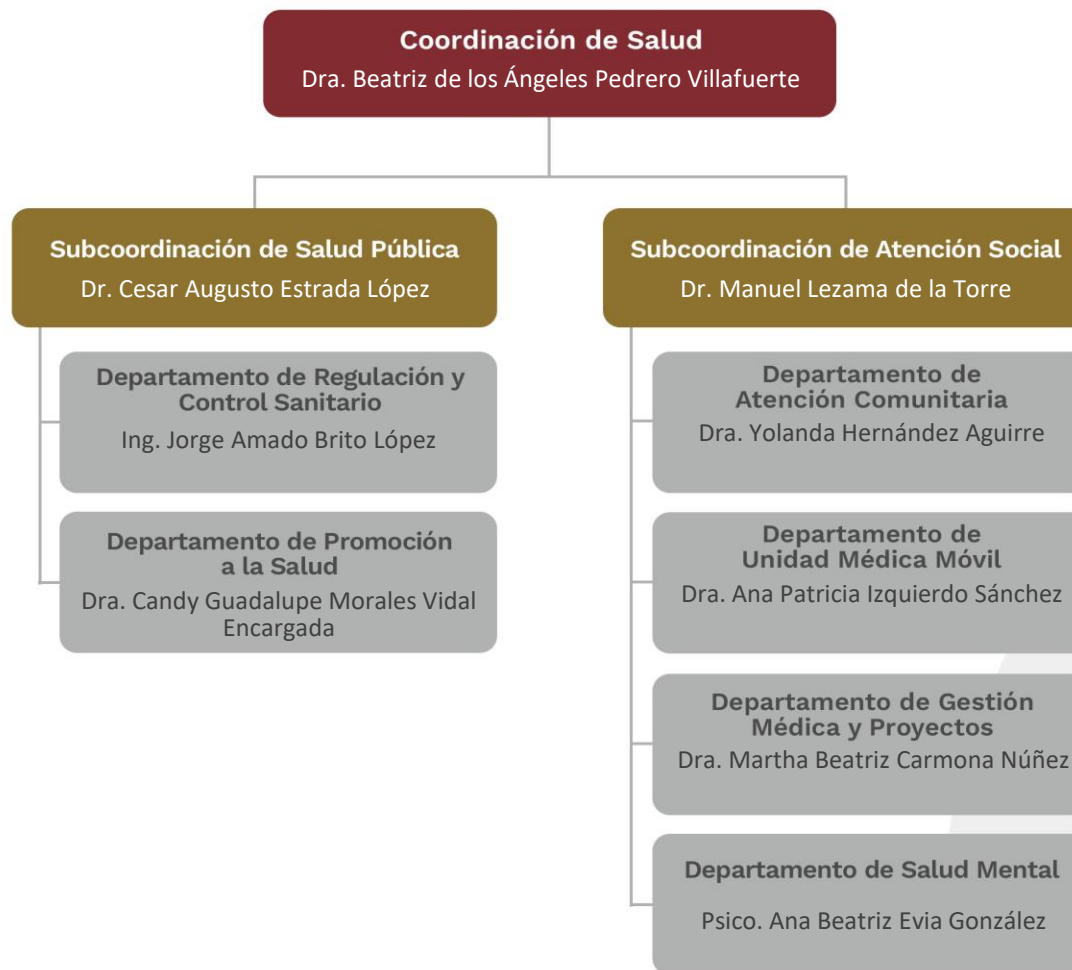 Coordinación de Salud
Dra. Beatriz de los Ángeles Pedrero Villafuerte
Subcoordinación de Salud Pública
Dr. Cesar Augusto Estrada López
Departamento de Regulación y
Control Sanitario
Ing. Jorge Amado Brito López
Departamento de Promoción
a la Salud
Dra. Candy Guadalupe Morales Vidal
Encargada
Subcoordinación de Atención Social
Dr. Manuel Lezama de la Torre
Departamento de
Atención Comunitaria
Dra. Yolanda Hernández Aguirre
Departamento de
Unidad Médica Móvil
Dra. Ana Patricia Izquierdo Sánchez
Departamento de Gestión
Médica y Proyectos
Dra. Martha Beatriz Carmona Núñez
Departamento de Salud Mental
Psico. Ana Beatriz Evia González